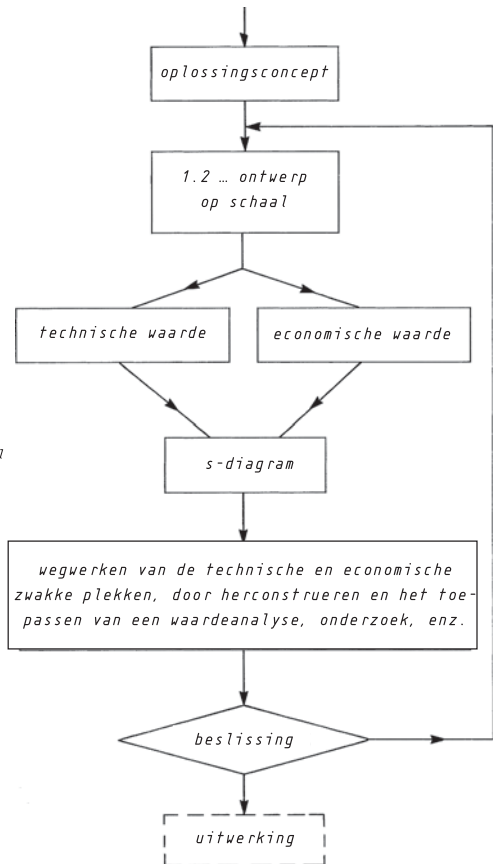 oplossingsconcept
1.2 … ontwerp
op schaal
technische waarde
economische waarde
s-diagram
wegwerken van de technische en economische
zwakke plekken, door herconstrueren en het toe-
passen van een waardeanalyse, onderzoek, enz.
beslissing
uitwerking